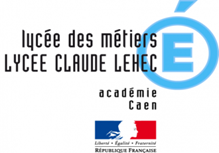 lycée des métiers
LYCEE CLAUDE LEHEC
É
académie
Caen
Liberté • Égalité • Fraternité
RÉPUBLIQUE FRANÇAISE